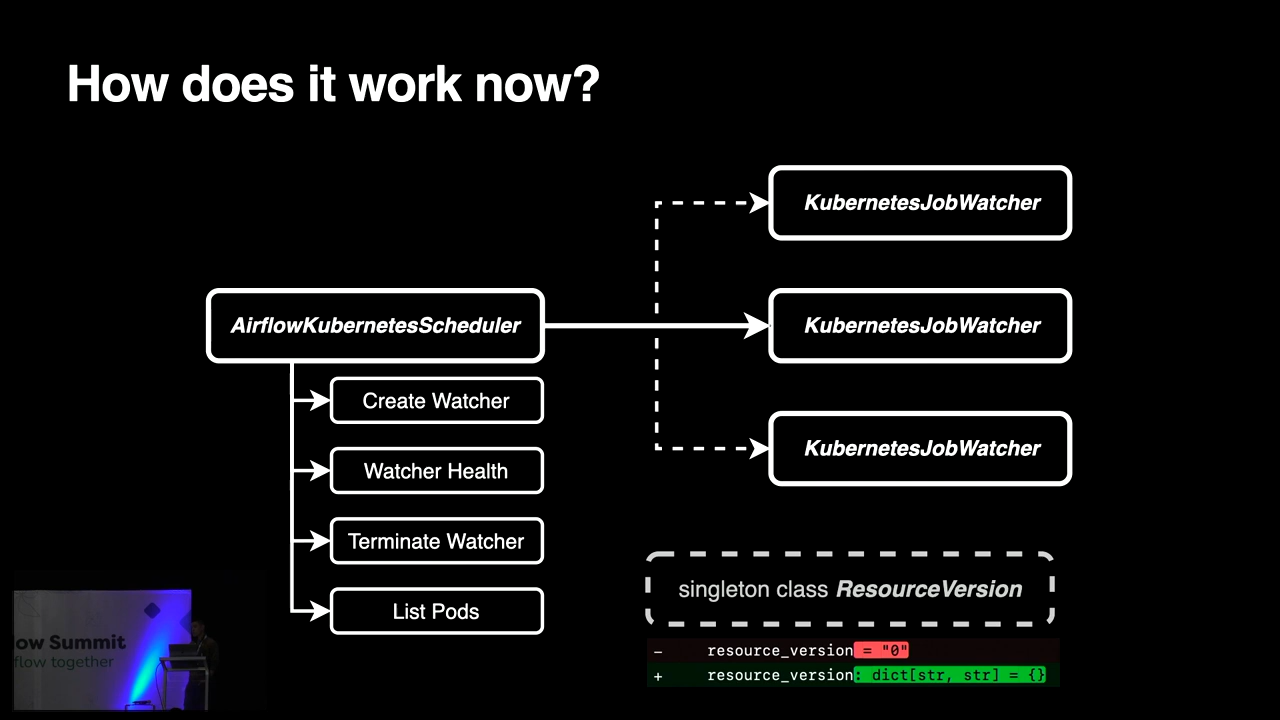 How does it work now?
KubernetesJobWatcher
AirflowKubernetesScheduler
KubernetesJobWatcher
Create Watcher
KubernetesJobWatcher
Watcher Health
Terminate Watcher
List Pods
singleton class ResourceVersion
- resource_version = "0"
+ resource_version: dict[str, str] = {}
ow Summit
flow together